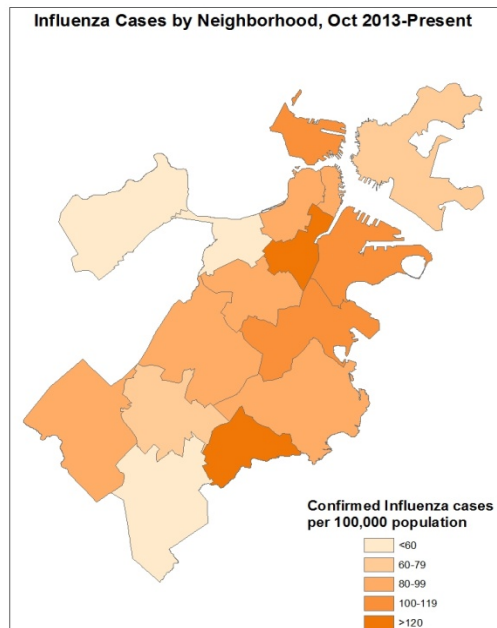 Influenza Cases by Neighborhood, Oct 2013-Present
Confirmed Influenza cases
per 100,000 population
<60
60-79
80-99
100-119
>120